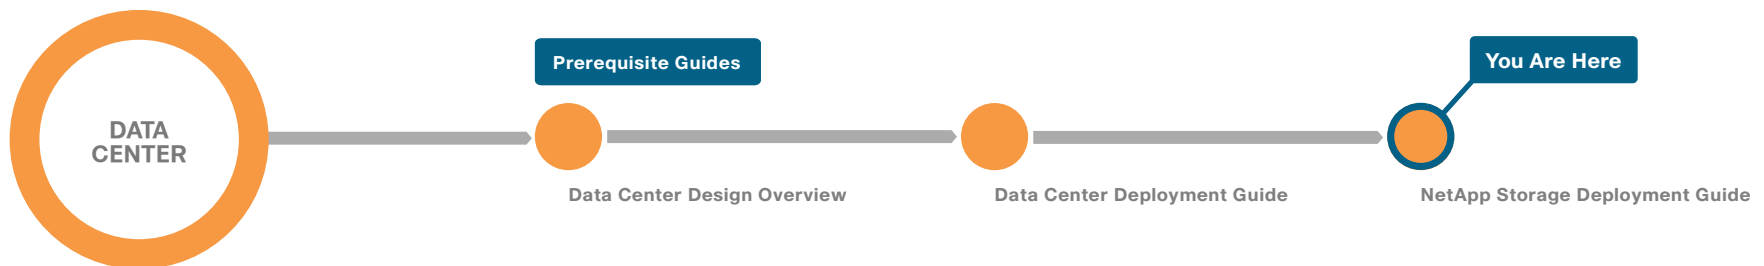 DATA
CENTER
Prerequisite Guides
You Are Here
Data Center Design Overview
Data Center Deployment Guide
NetApp Storage Deployment Guide